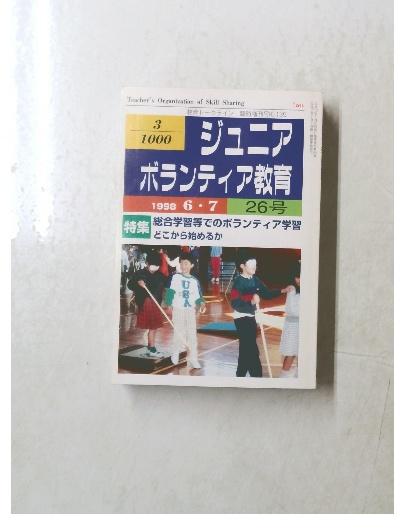 Teacher's Organization of Skill Sharing
3
1000
ジュニア
ボランティア教育
1998 6・7
26号
特集
総合学習等でのボランティア学習
どこから始めるか
USA